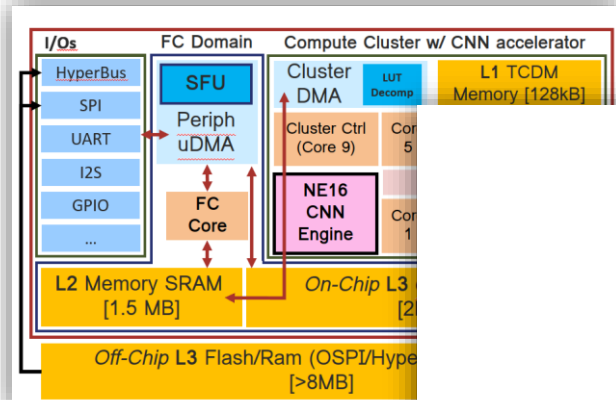 I/Os
FC Domain
Compute Cluster w/ CNN accelerator
HyperBus
SPI
UART
I2S
GPIO
...
SFU
Periph
uDMA
FC
Core
Cluster
DMA
LUT
Decomp
L1 TCDM
Memory [128kB]
Cluster Ctrl
(Core 9)
5
NE16
CNN
Engine
1
L2 Memory SRAM
[1.5 MB]
On-Chip L3
Off-Chip L3 Flash/Ram (OSPI/Hype
[>8MB]